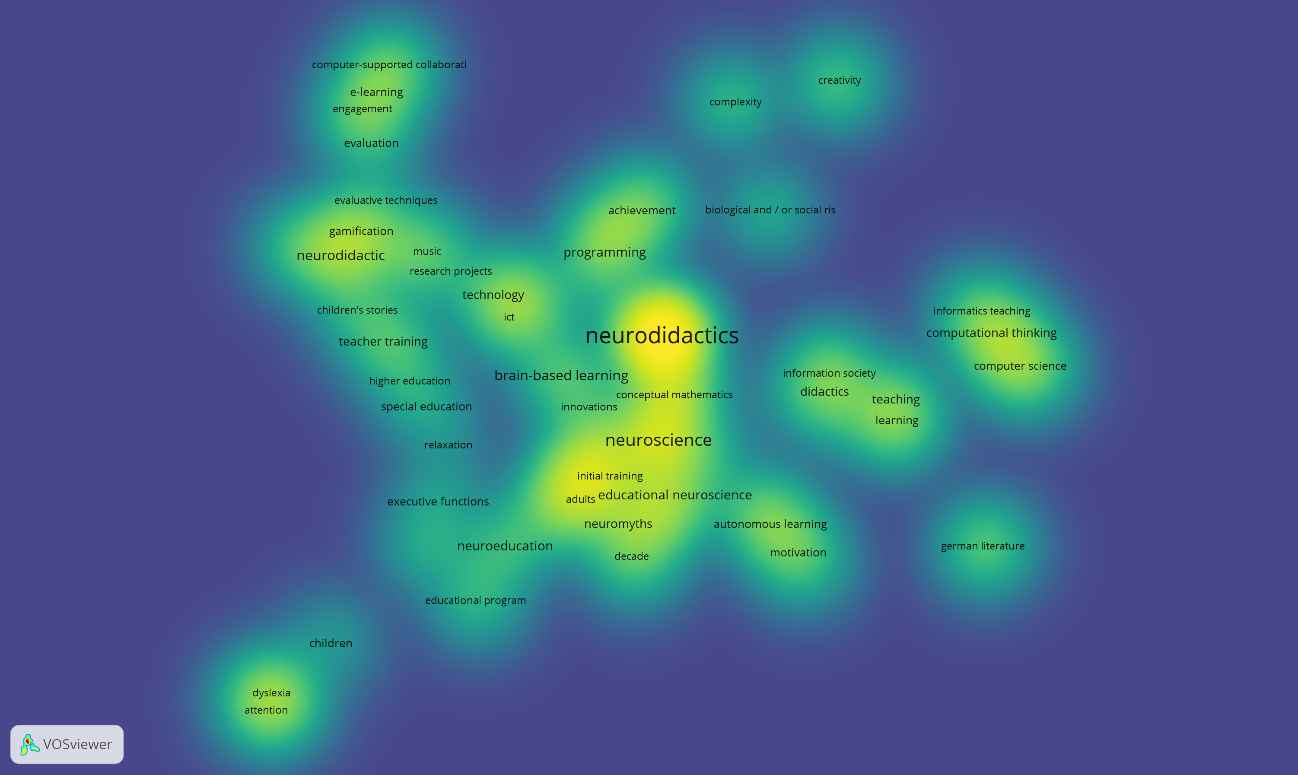 computer-supported collaborati
creativity
e-learning
complexity
engagement
evaluation
evaluative techniques
achievement
biological and / or social ris
gamification
music
programming
neurodidactic
research projects
technology
children's stories
ict
informatics teaching
neurodidactics
computational thinking
teacher training
computer science
brain-based learning
information society
higher education
conceptual mathematics
didactics
teaching
special education
innovations
learning
relaxation
neuroscience
initial training
executive functions
adults
educational neuroscience
neuromyths
autonomous learning
neuroeducation
decade
motivation
german literature
educational program
children
dyslexia
attention
VOSviewer